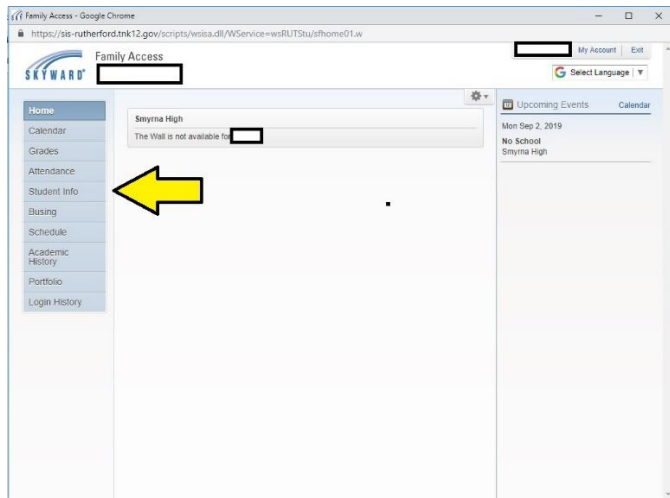 Family Access - Google Chrome
https://sis-rutherford.tnk12.gov/scripts/wsisa.dll/WService=wsRUTStu/sfhome01.w
My Account Exit
SKYWARD
Family Access
Select Language
Home
Calendar
Grades
Attendance
Student Info
Busing
Schedule
Academic
History
Portfolio
Login History
Smyrna High
The Wall is not available for
Upcoming Events Calendar
Mon Sep 2, 2019
No School
Smyrna High